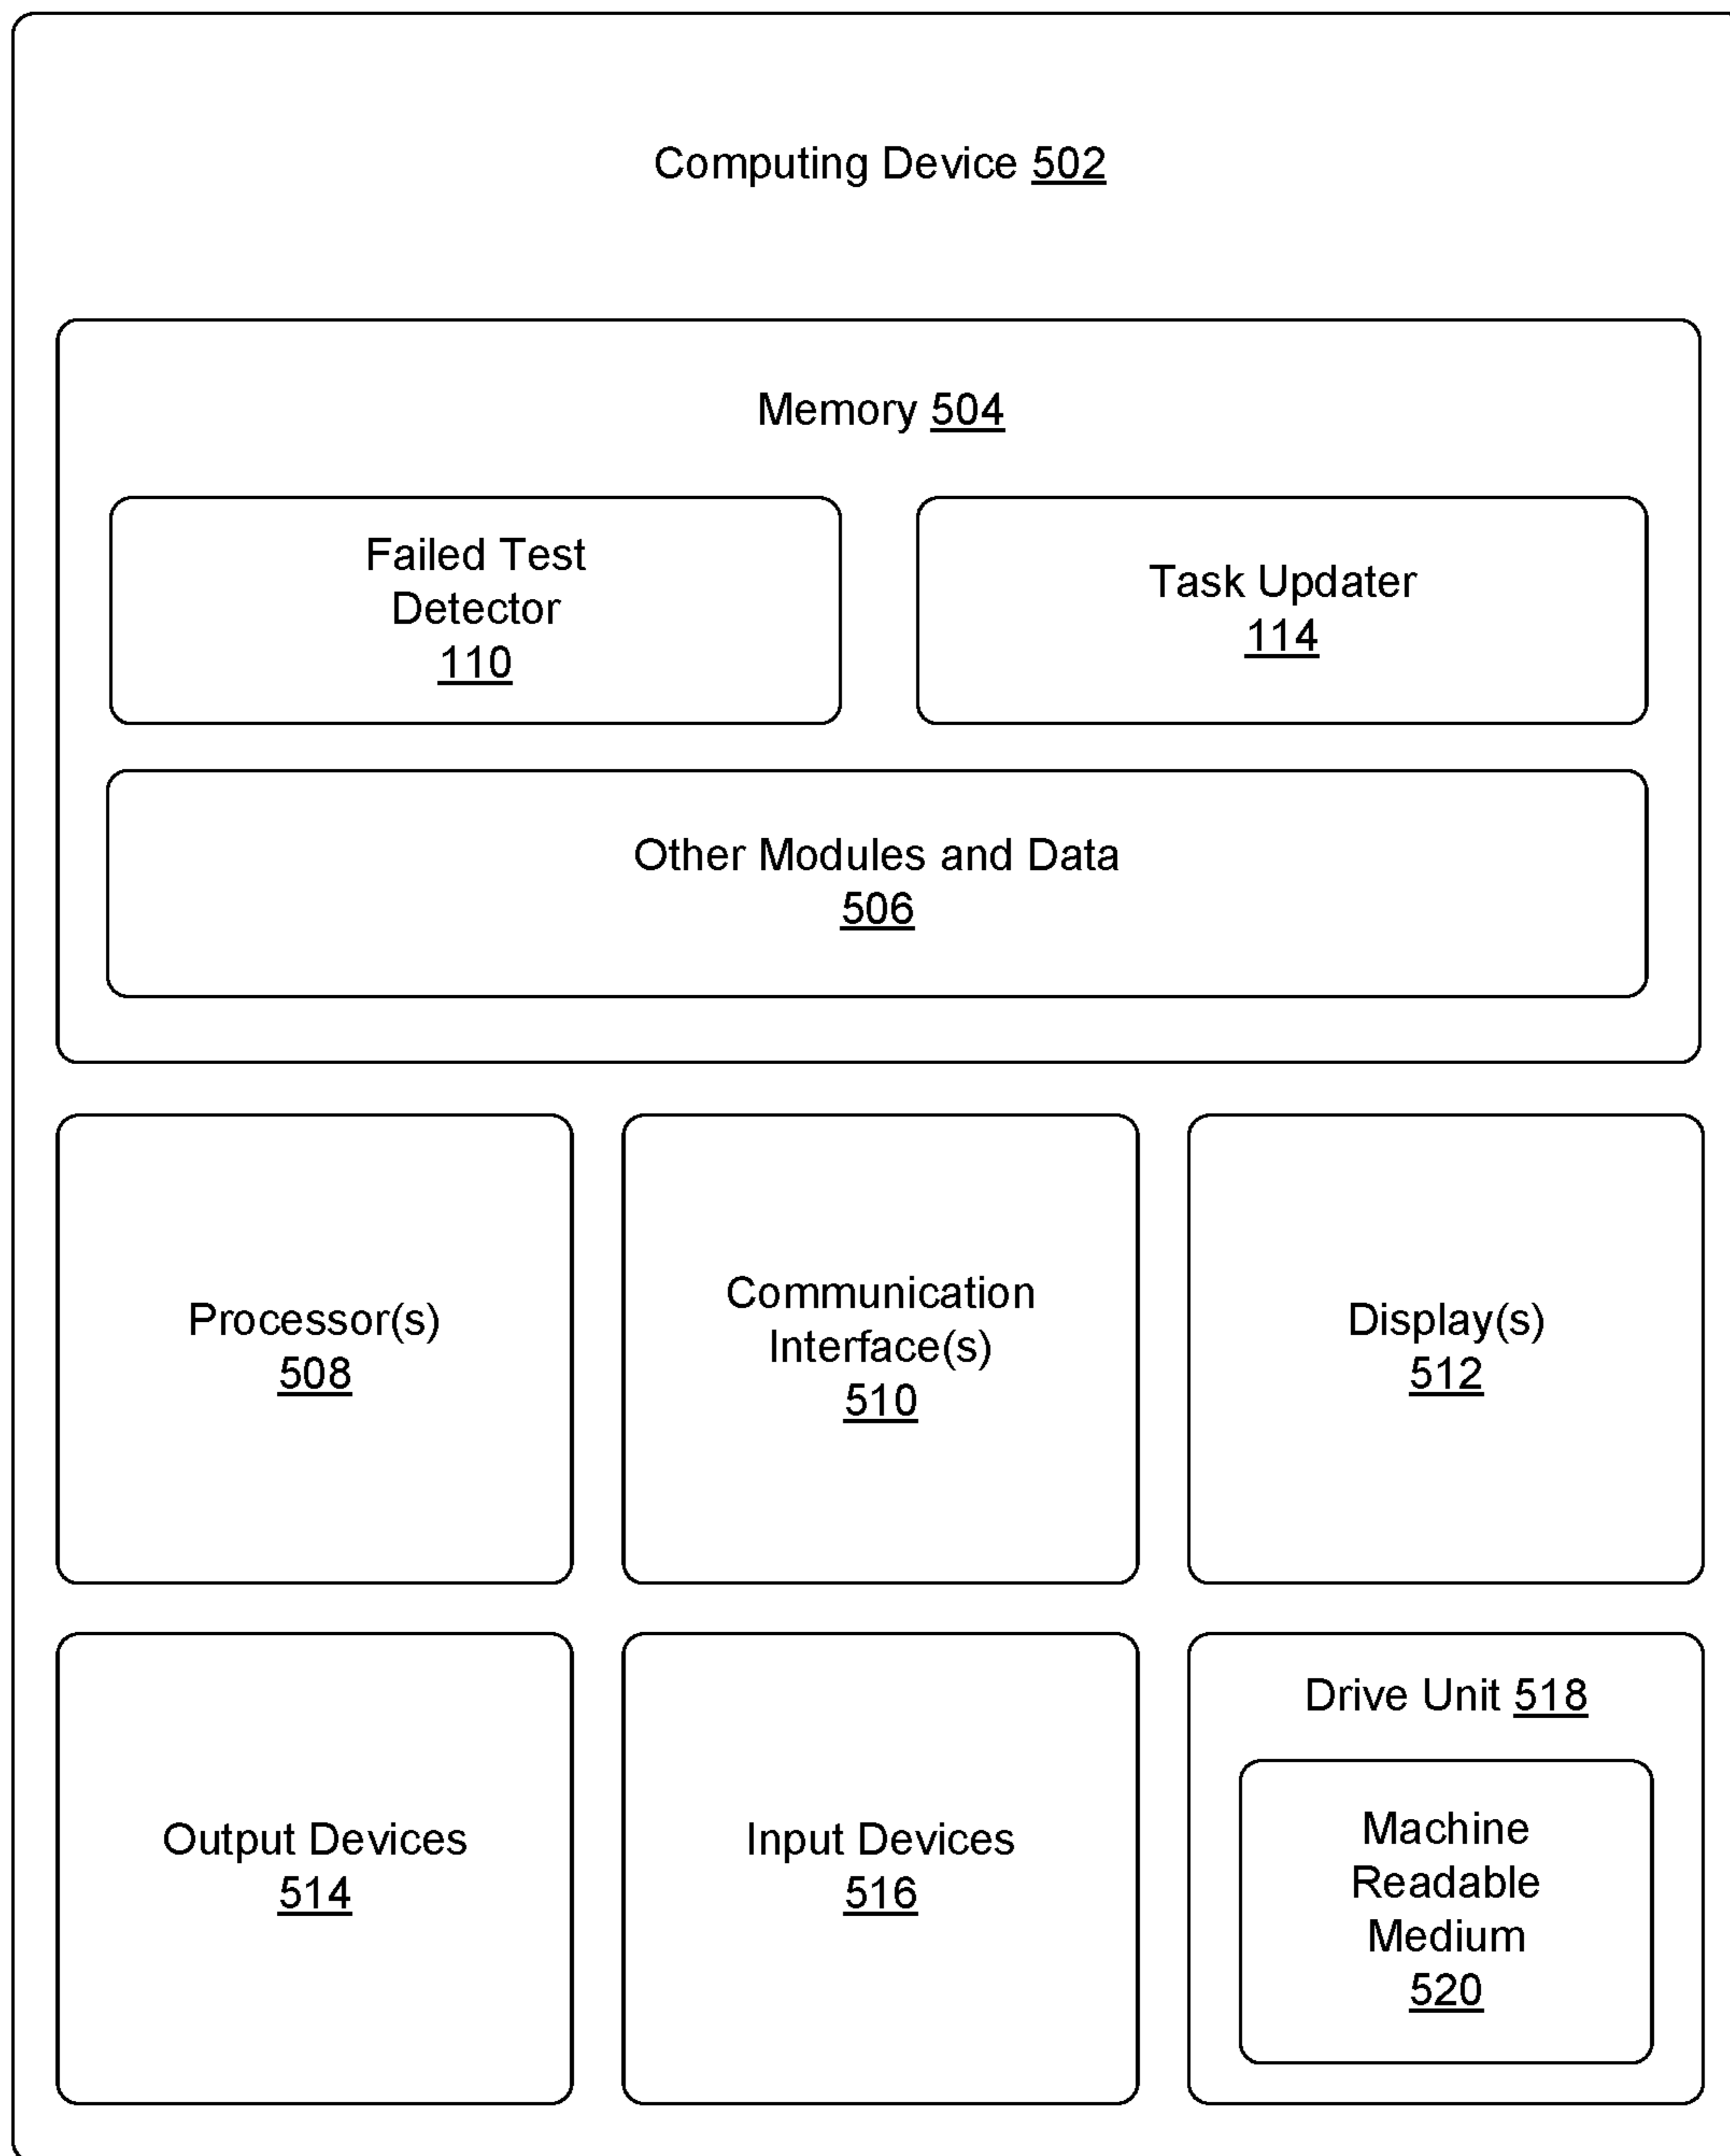 Computing Device 502
Memory 504
Failed Test
Detector
110
Task Updater
114
Other Modules and Data
506
Processor(s)
508
Communication
Interface(s)
510
Display(s)
512
Output Devices
514
Input Devices
516
Drive Unit 518
Machine
Readable
Medium
520